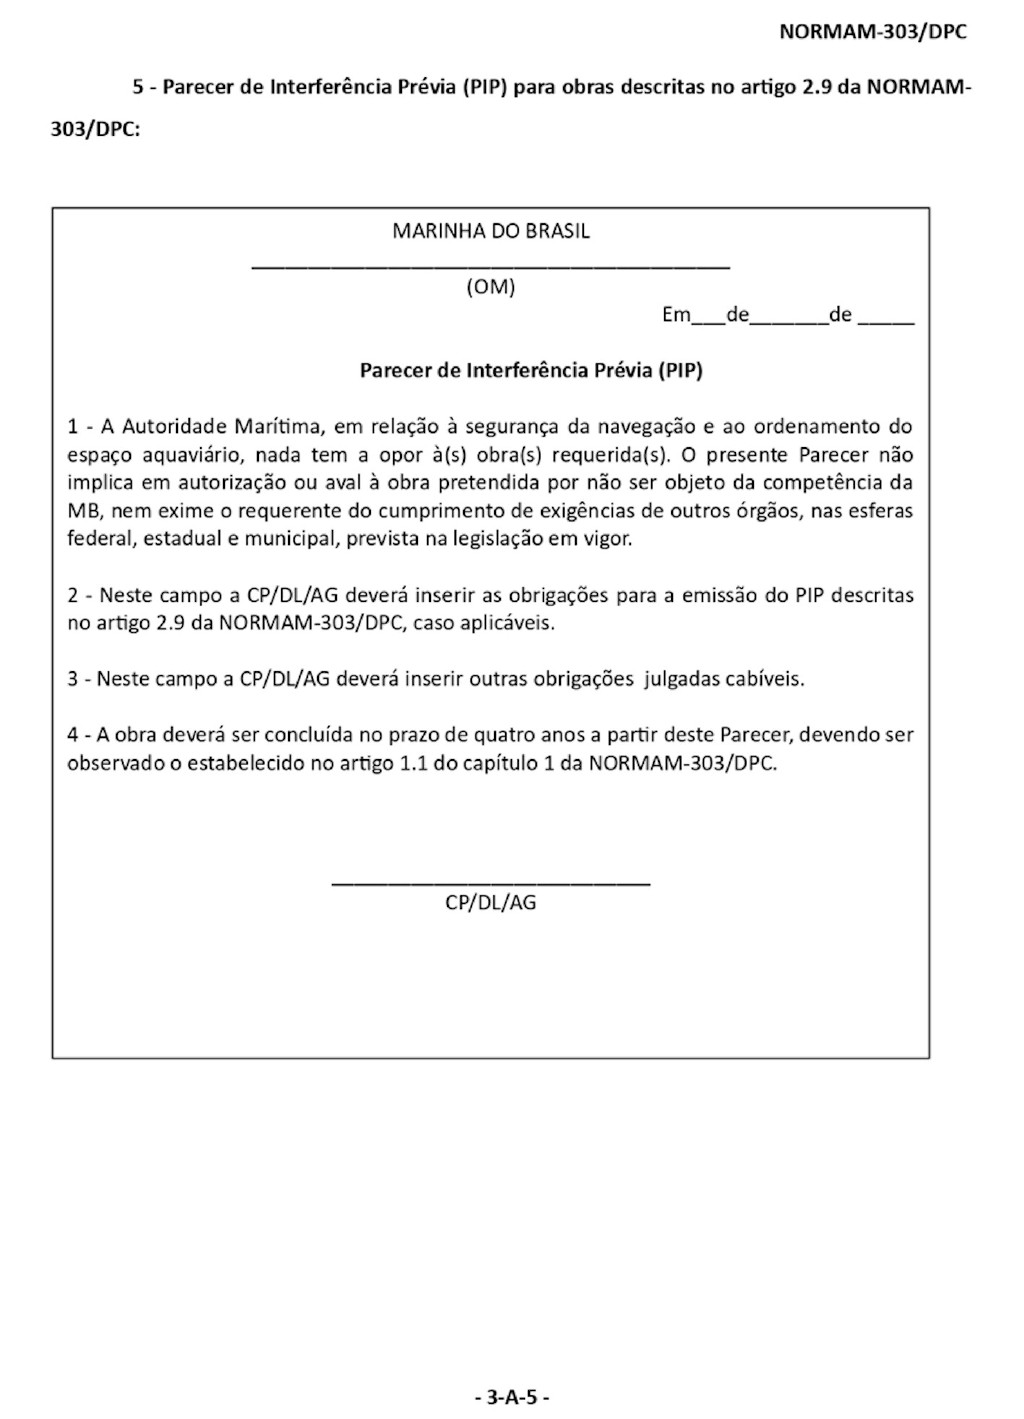 NORMAM-303/DPC
5 - Parecer de Interferência Prévia (PIP) para obras descritas no artigo 2.9 da NORMAM-
303/DPC:
MARINHA DO BRASIL
(OM)
Em___de_______de _____
Parecer de Interferência Prévia (PIP)
1 - A Autoridade Marítima, em relação à segurança da navegação e ao ordenamento do
espaço aquaviário, nada tem a opor à(s) obra(s) requerida(s). O presente Parecer não
implica em autorização ou aval à obra pretendida por não ser objeto da competência da
MB, nem exime o requerente do cumprimento de exigências de outros órgãos, nas esferas
federal, estadual e municipal, prevista na legislação em vigor.
2 - Neste campo a CP/DL/AG deverá inserir as obrigações para a emissão do PIP descritas
no artigo 2.9 da NORMAM-303/DPC, caso aplicáveis.
3 - Neste campo a CP/DL/AG deverá inserir outras obrigações julgadas cabíveis.
4 - A obra deverá ser concluída no prazo de quatro anos a partir deste Parecer, devendo ser
observado o estabelecido no artigo 1.1 do capítulo 1 da NORMAM-303/DPC.
CP/DL/AG
- 3-A-5 -